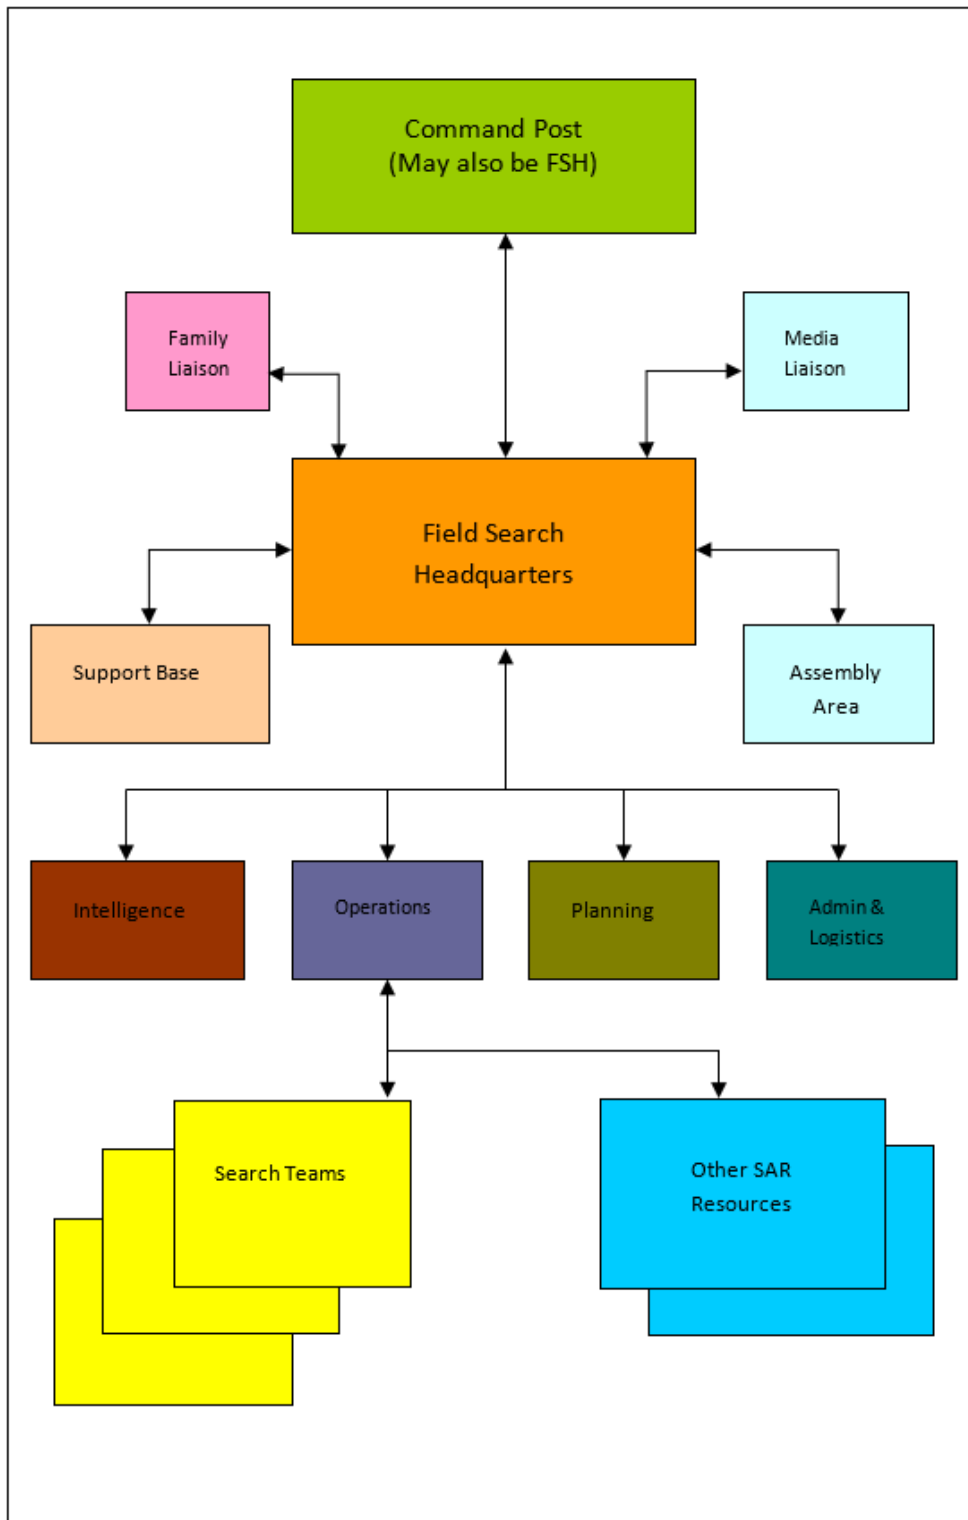 Command Post
(May also be FSH)
Family
Liaison
Media
Liaison
Field Search
Headquarters
Support Base
Assembly
Area
Intelligence
Operations
Planning
Admin &
Logistics
Search Teams
Other SAR
Resources